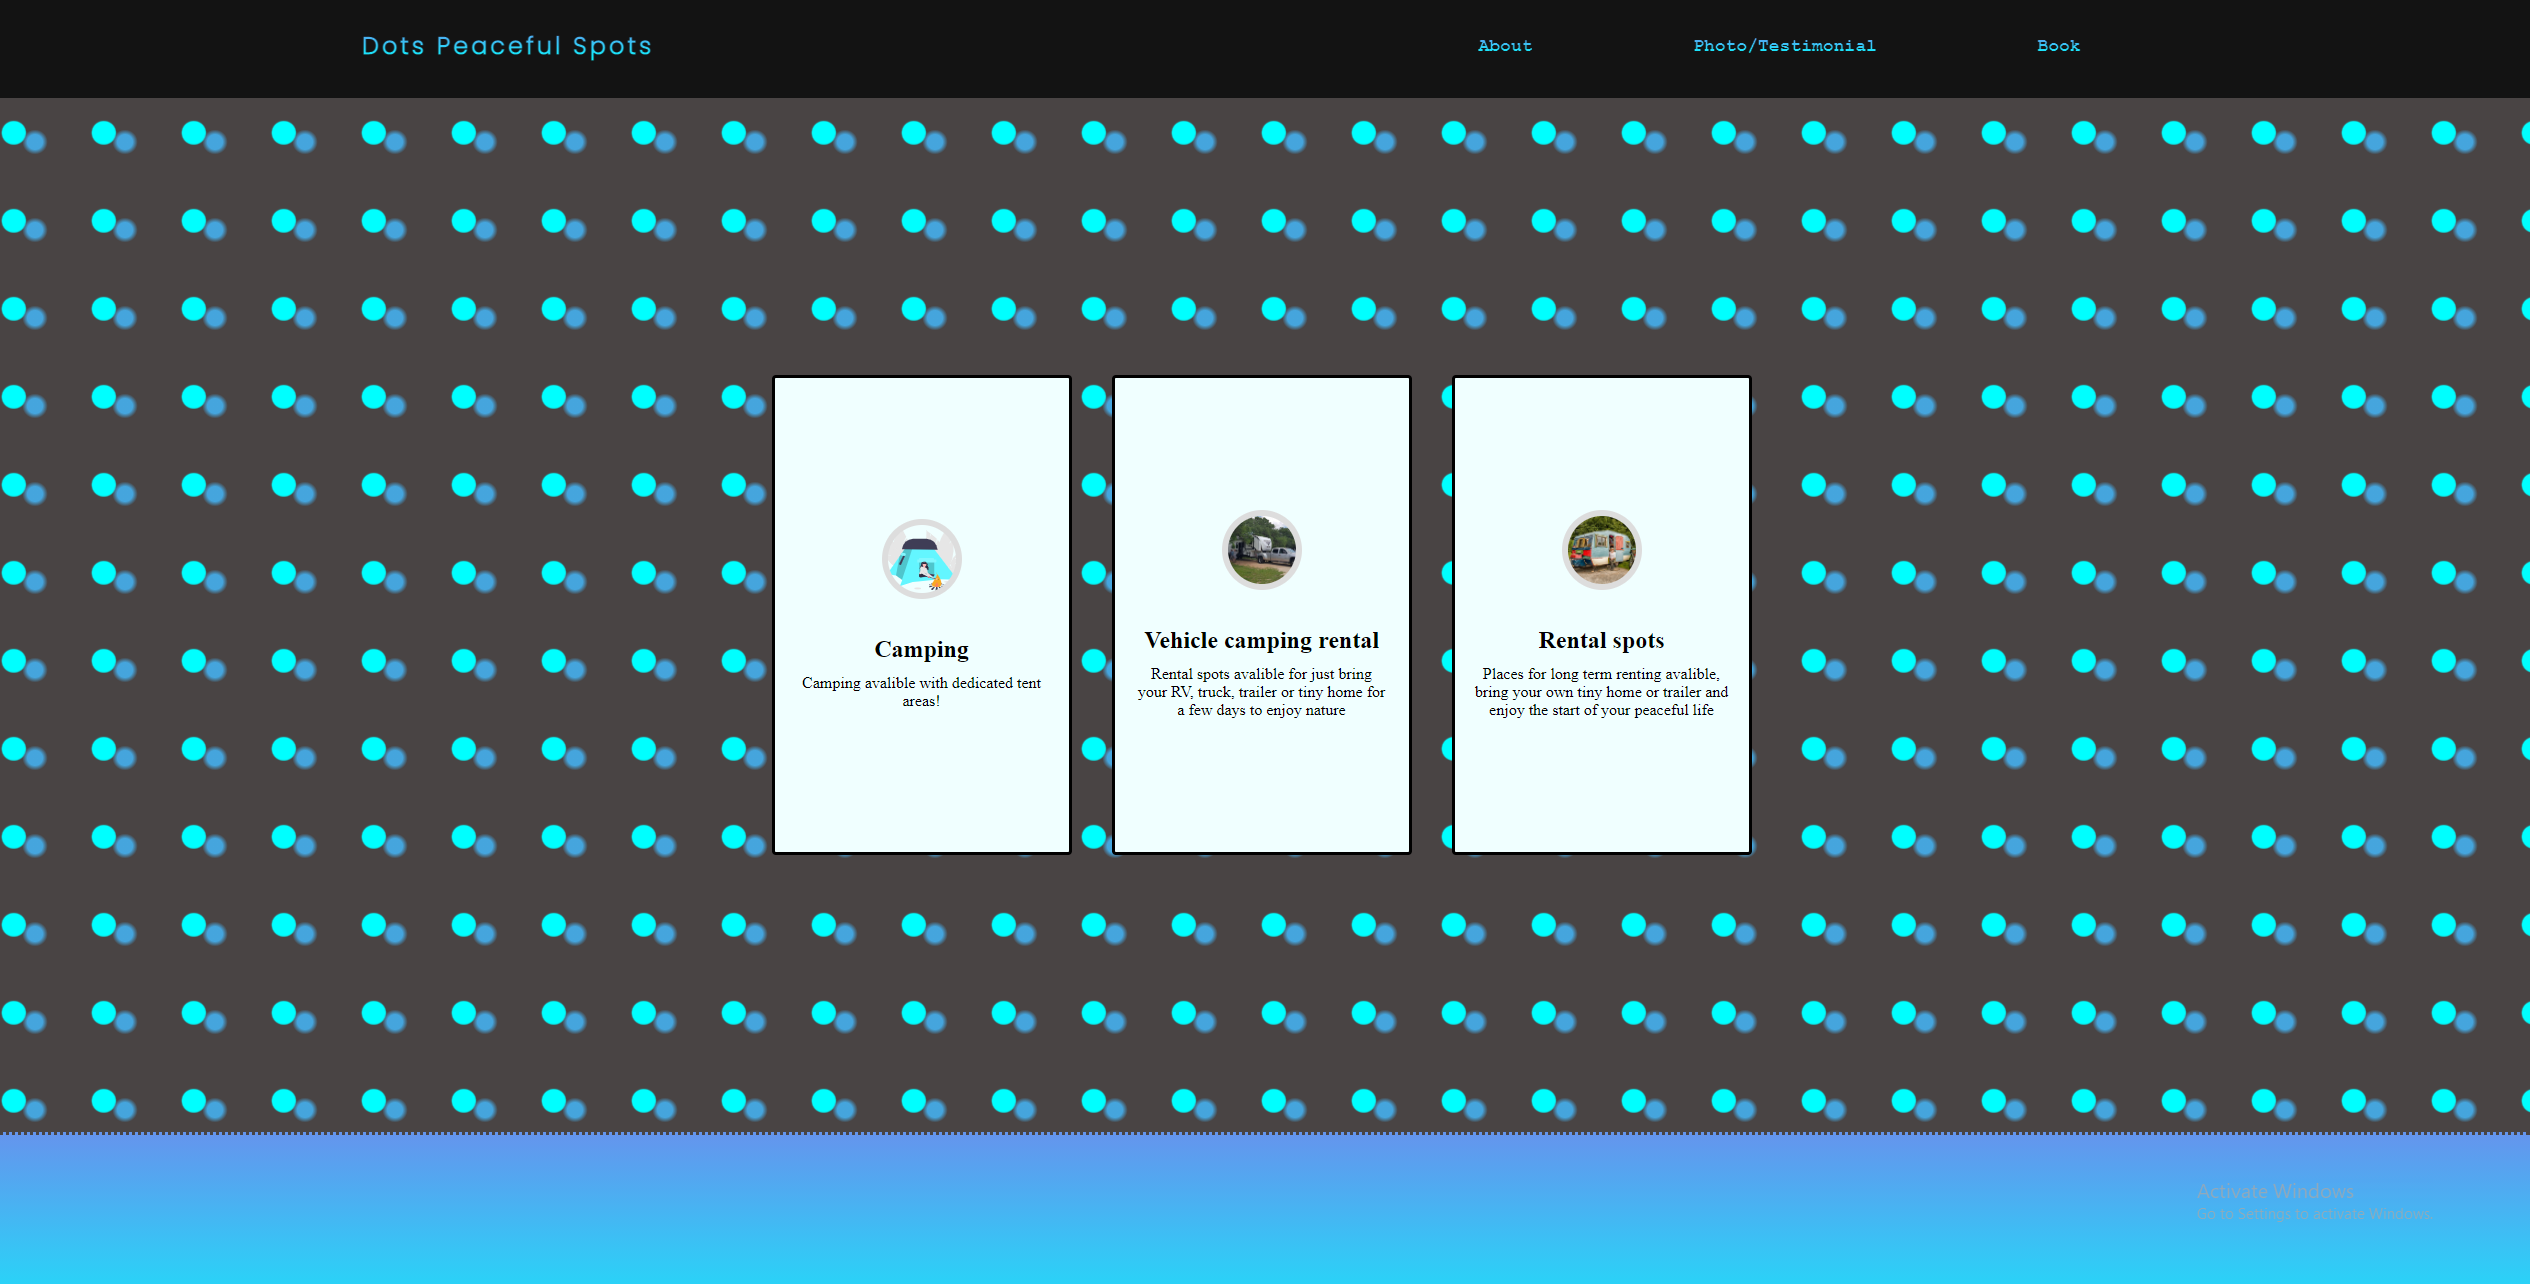 Dots Peaceful Spots
About
Photo/Testimonial
Book
Camping
Camping avalible with dedicated tent
areas!
Vehicle camping rental
Rental spots avalible for just bring
your RV, truck, trailer or tiny home for
a few days to enjoy nature
Rental spots
Places for long term renting avalible,
bring your own tiny home or trailer and
enjoy the start of your peaceful life
Activate Windows
Go to Settings to activate Windows.